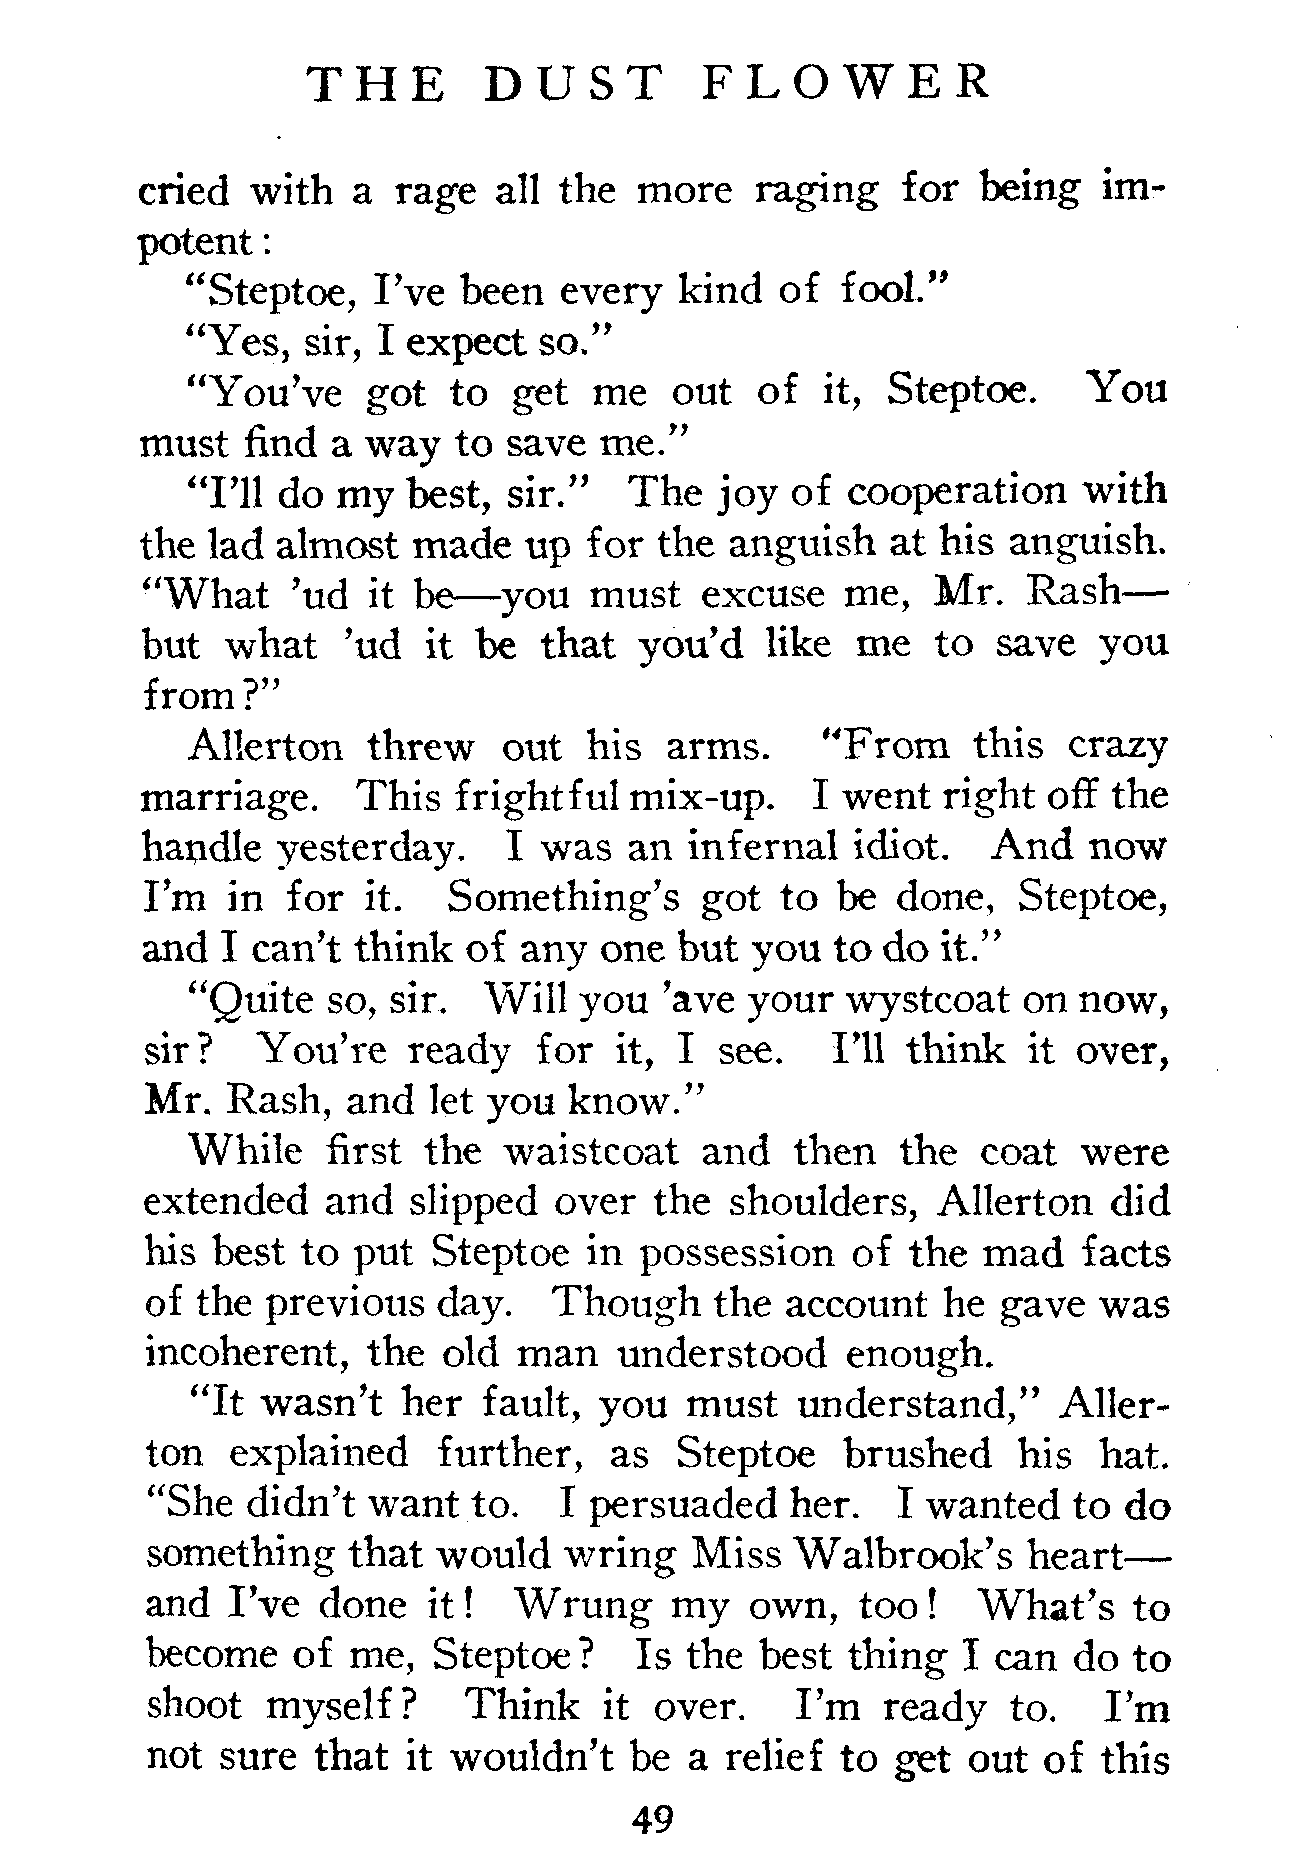 THE DUST FLOWER
cried with a rage all the more raging for being im-
potent:
“Steptoe, I’ve been every kind of fool.”
“Yes, sir, I expect so.”
“You’ve got to get me out of it, Steptoe. You
must find a way to save me.”
“I’ll do my best, sir.” The joy of cooperation with
the lad almost made up for the anguish at his anguish.
“What ’ud it be—you must excuse me, Mr. Rash—
but what ’ud it be that you’d like me to save you
from?”
Allerton threw out his arms. “From this crazy
marriage. This frightful mix-up. I went right off the
handle yesterday. I was an infernal idiot. And now
I’m in for it. Something’s got to be done, Steptoe,
and I can’t think of any one but you to do it.”
“Quite so, sir. Will you ’ave your wystcoat on now,
sir? You’re ready for it, I see. I’ll think it over,
Mr. Rash, and let you know.”
While first the waistcoat and then the coat were
extended and slipped over the shoulders, Allerton did
his best to put Steptoe in possession of the mad facts
of the previous day. Though the account he gave was
incoherent, the old man understood enough.
“It wasn’t her fault, you must understand,” Aller-
ton explained further, as Steptoe brushed his hat.
“She didn’t want to. I persuaded her. I wanted to do
something that would wring Miss Walbrook’s heart—
and I’ve done it! Wrung my own, too! What’s to
become of me, Steptoe? Is the best thing I can do to
shoot myself? Think it over. I’m ready to. I’m
not sure that it wouldn’t be a relief to get out of this
49